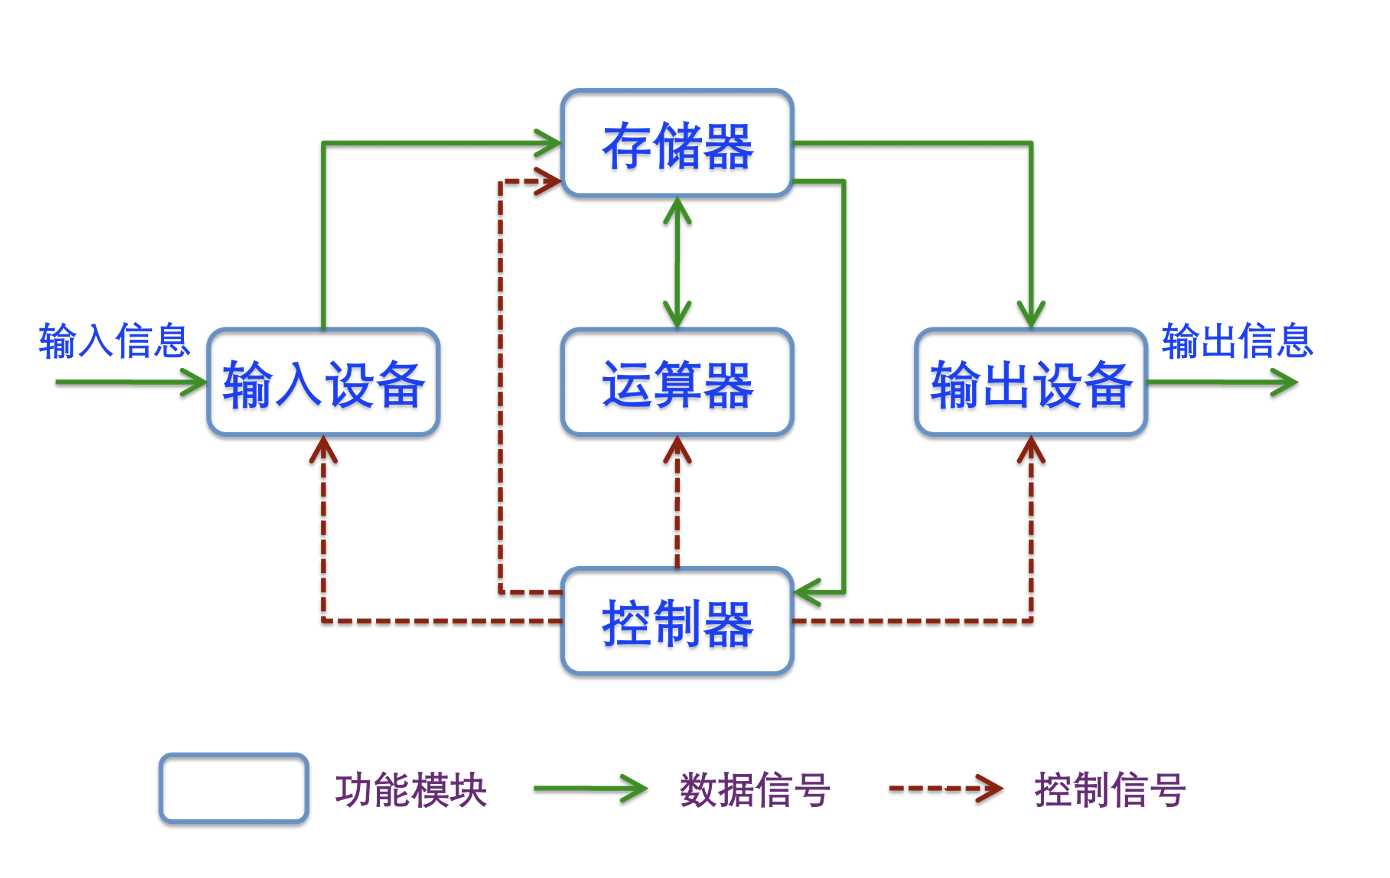 存储器
输入信息
输入设备
运算器
输出设备
输出信息
控制器
功能模块
数据信号
控制信号